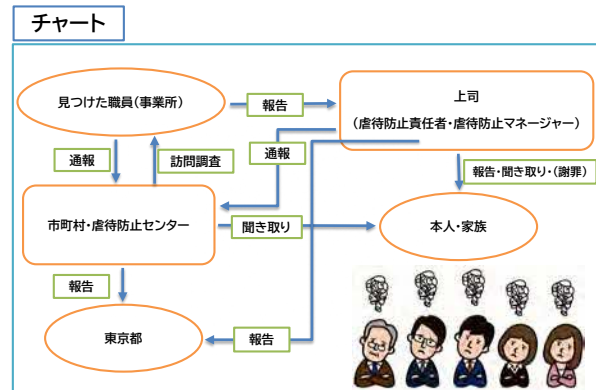 チャート
見つけた職員(事業所)
報告
上司
(虐待防止責任者・虐待防止マネージャー)
通報
訪問調査
通報
報告・聞き取り・(謝罪)
市町村・虐待防止センター
聞き取り
本人・家族
報告
東京都
報告